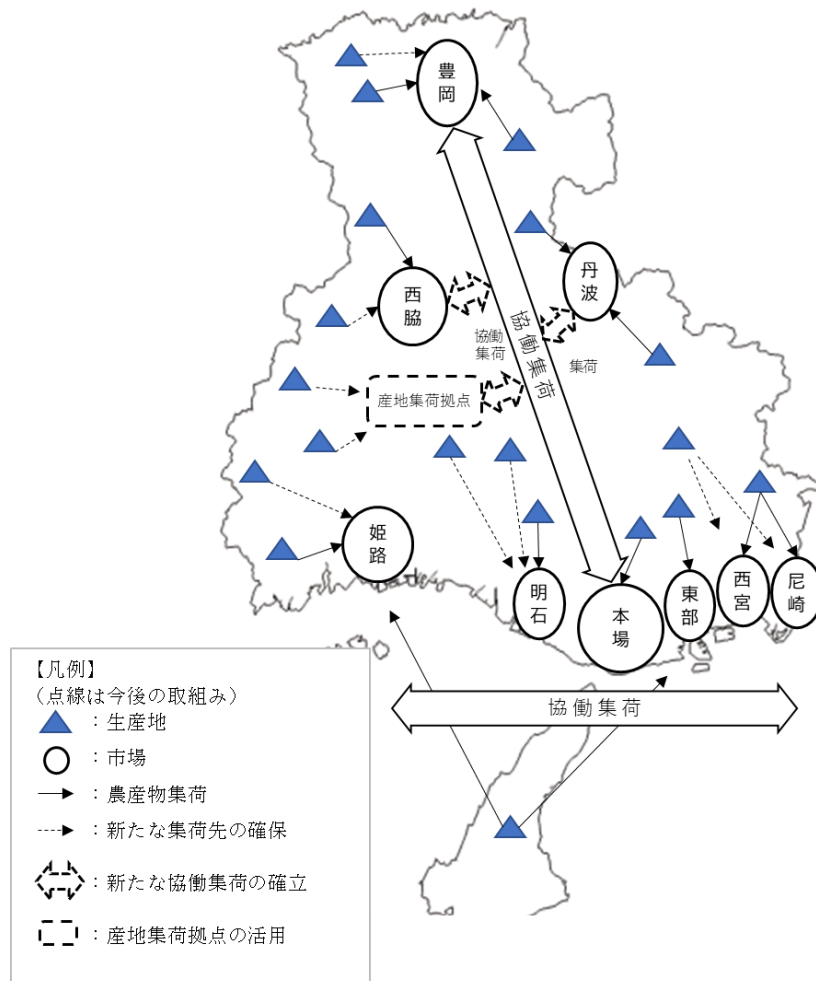 豊岡
丹波
西脇
協働
集荷
協働集荷
集荷
産地集荷拠点
姫路
明石
本場
東部
西宮
尼崎
協働集荷
【凡例】
（点線は今後の取組み）
：生産地
：市場
：農産物集荷
：新たな集荷先の確保
：新たな協働集荷の確立
：産地集荷拠点の活用